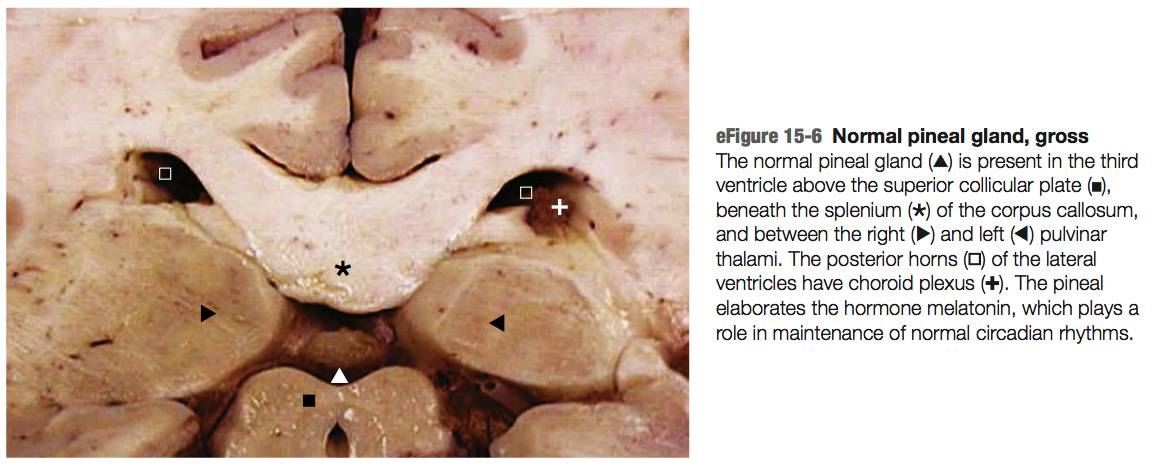 eFigure 15-6 Normal pineal gland, gross
The normal pineal gland (▲) is present in the third
ventricle above the superior collicular plate (■),
beneath the splenium (*) of the corpus callosum,
and between the right (▶) and left (◀) pulvinar
thalami. The posterior horns (□) of the lateral
ventricles have choroid plexus (+). The pineal
elaborates the hormone melatonin, which plays a
role in maintenance of normal circadian rhythms.